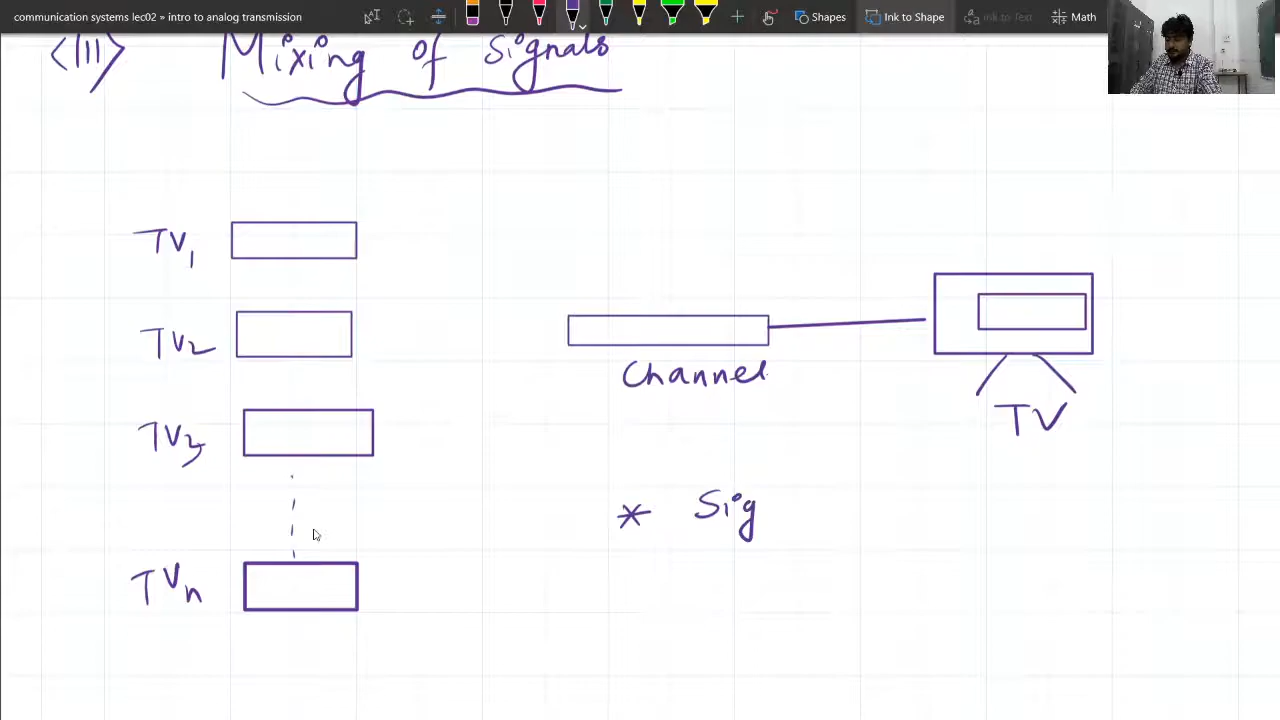 communication systems lec02 » intro to analog transmission
Shapes
Ink to Shape
Ink to Text
Math
<III> Mixing of Signals
TV1
TV2
TV3
TVn
Channel
TV
* Sig